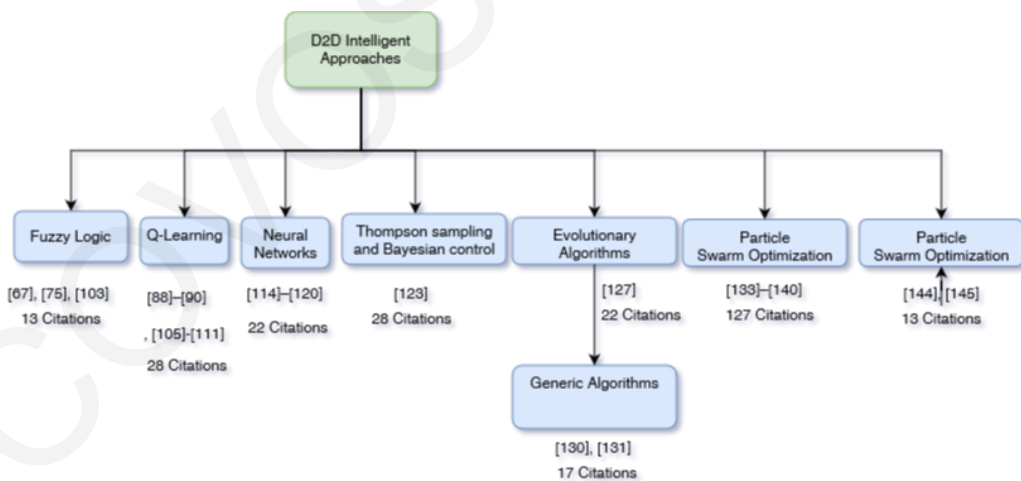 D2D Intelligent
Approaches
Fuzzy Logic
[67], [75], [103]
13 Citations
Q-Learning
[88]–[90]
, [105]-[111]
28 Citations
Neural
Networks
[114]–[120]
22 Citations
Thompson sampling
and Bayesian control
[123]
28 Citations
Evolutionary
Algorithms
[127]
22 Citations
Generic Algorithms
[130], [131]
17 Citations
Particle
Swarm Optimization
[133]–[140]
127 Citations
Particle
Swarm Optimization
[144], [145]
13 Citations